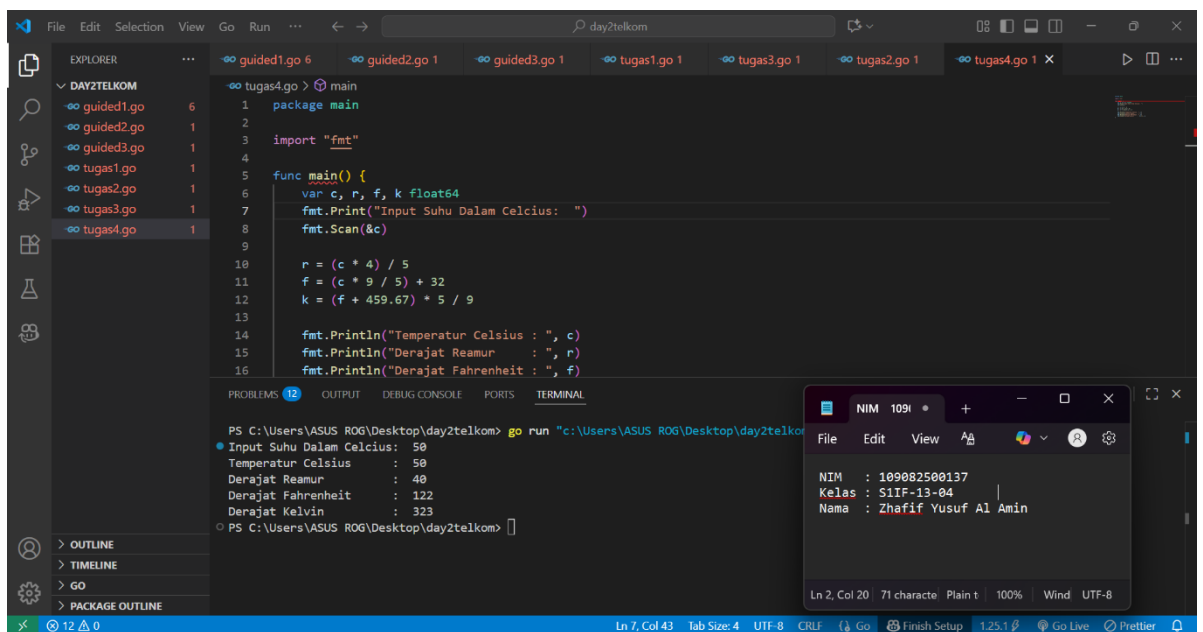 File Edit Selection View Go Run ··· day2telkom
EXPLORER ···
DAY2TELKOM
guided1.go 6
guided2.go 1
guided3.go 1
tugas1.go 1
tugas2.go 1
tugas3.go 1
tugas4.go 1
OUTLINE
TIMELINE
GO
PACKAGE OUTLINE
guided1.go 6 guided2.go 1 guided3.go 1 tugas1.go 1 tugas3.go 1 tugas2.go 1 tugas4.go 1
tugas4.go > main
1 package main
2
3 import "fmt"
4
5 func main() {
6 var c, r, f, k float64
7 fmt.Print("Input Suhu Dalam Celcius:  ")
8 fmt.Scan(&c)
9
10 r = (c * 4) / 5
11 f = (c * 9 / 5) + 32
12 k = (f + 459.67) * 5 / 9
13
14 fmt.Println("Temperatur Celsius : ", c)
15 fmt.Println("Derajat Reamur     : ", r)
16 fmt.Println("Derajat Fahrenheit : ", f)
PROBLEMS 12 OUTPUT DEBUG CONSOLE PORTS TERMINAL
PS C:\Users\ASUS ROG\Desktop\day2telkom> go run "c:\Users\ASUS ROG\Desktop\day2telkom
Input Suhu Dalam Celcius:  50
Temperatur Celsius     :  50
Derajat Reamur         :  40
Derajat Fahrenheit     :  122
Derajat Kelvin         :  323
PS C:\Users\ASUS ROG\Desktop\day2telkom>
NIM 109
File Edit View
NIM   : 109082500137
Kelas : S1IF-13-04
Nama  : Zhafif Yusuf Al Amin
Ln 2, Col 20 71 characte Plain t 100% Wind UTF-8
12 0 Ln 7, Col 43 Tab Size: 4 UTF-8 CRLF Go Finish Setup 1.25.1 Go Live Prettier